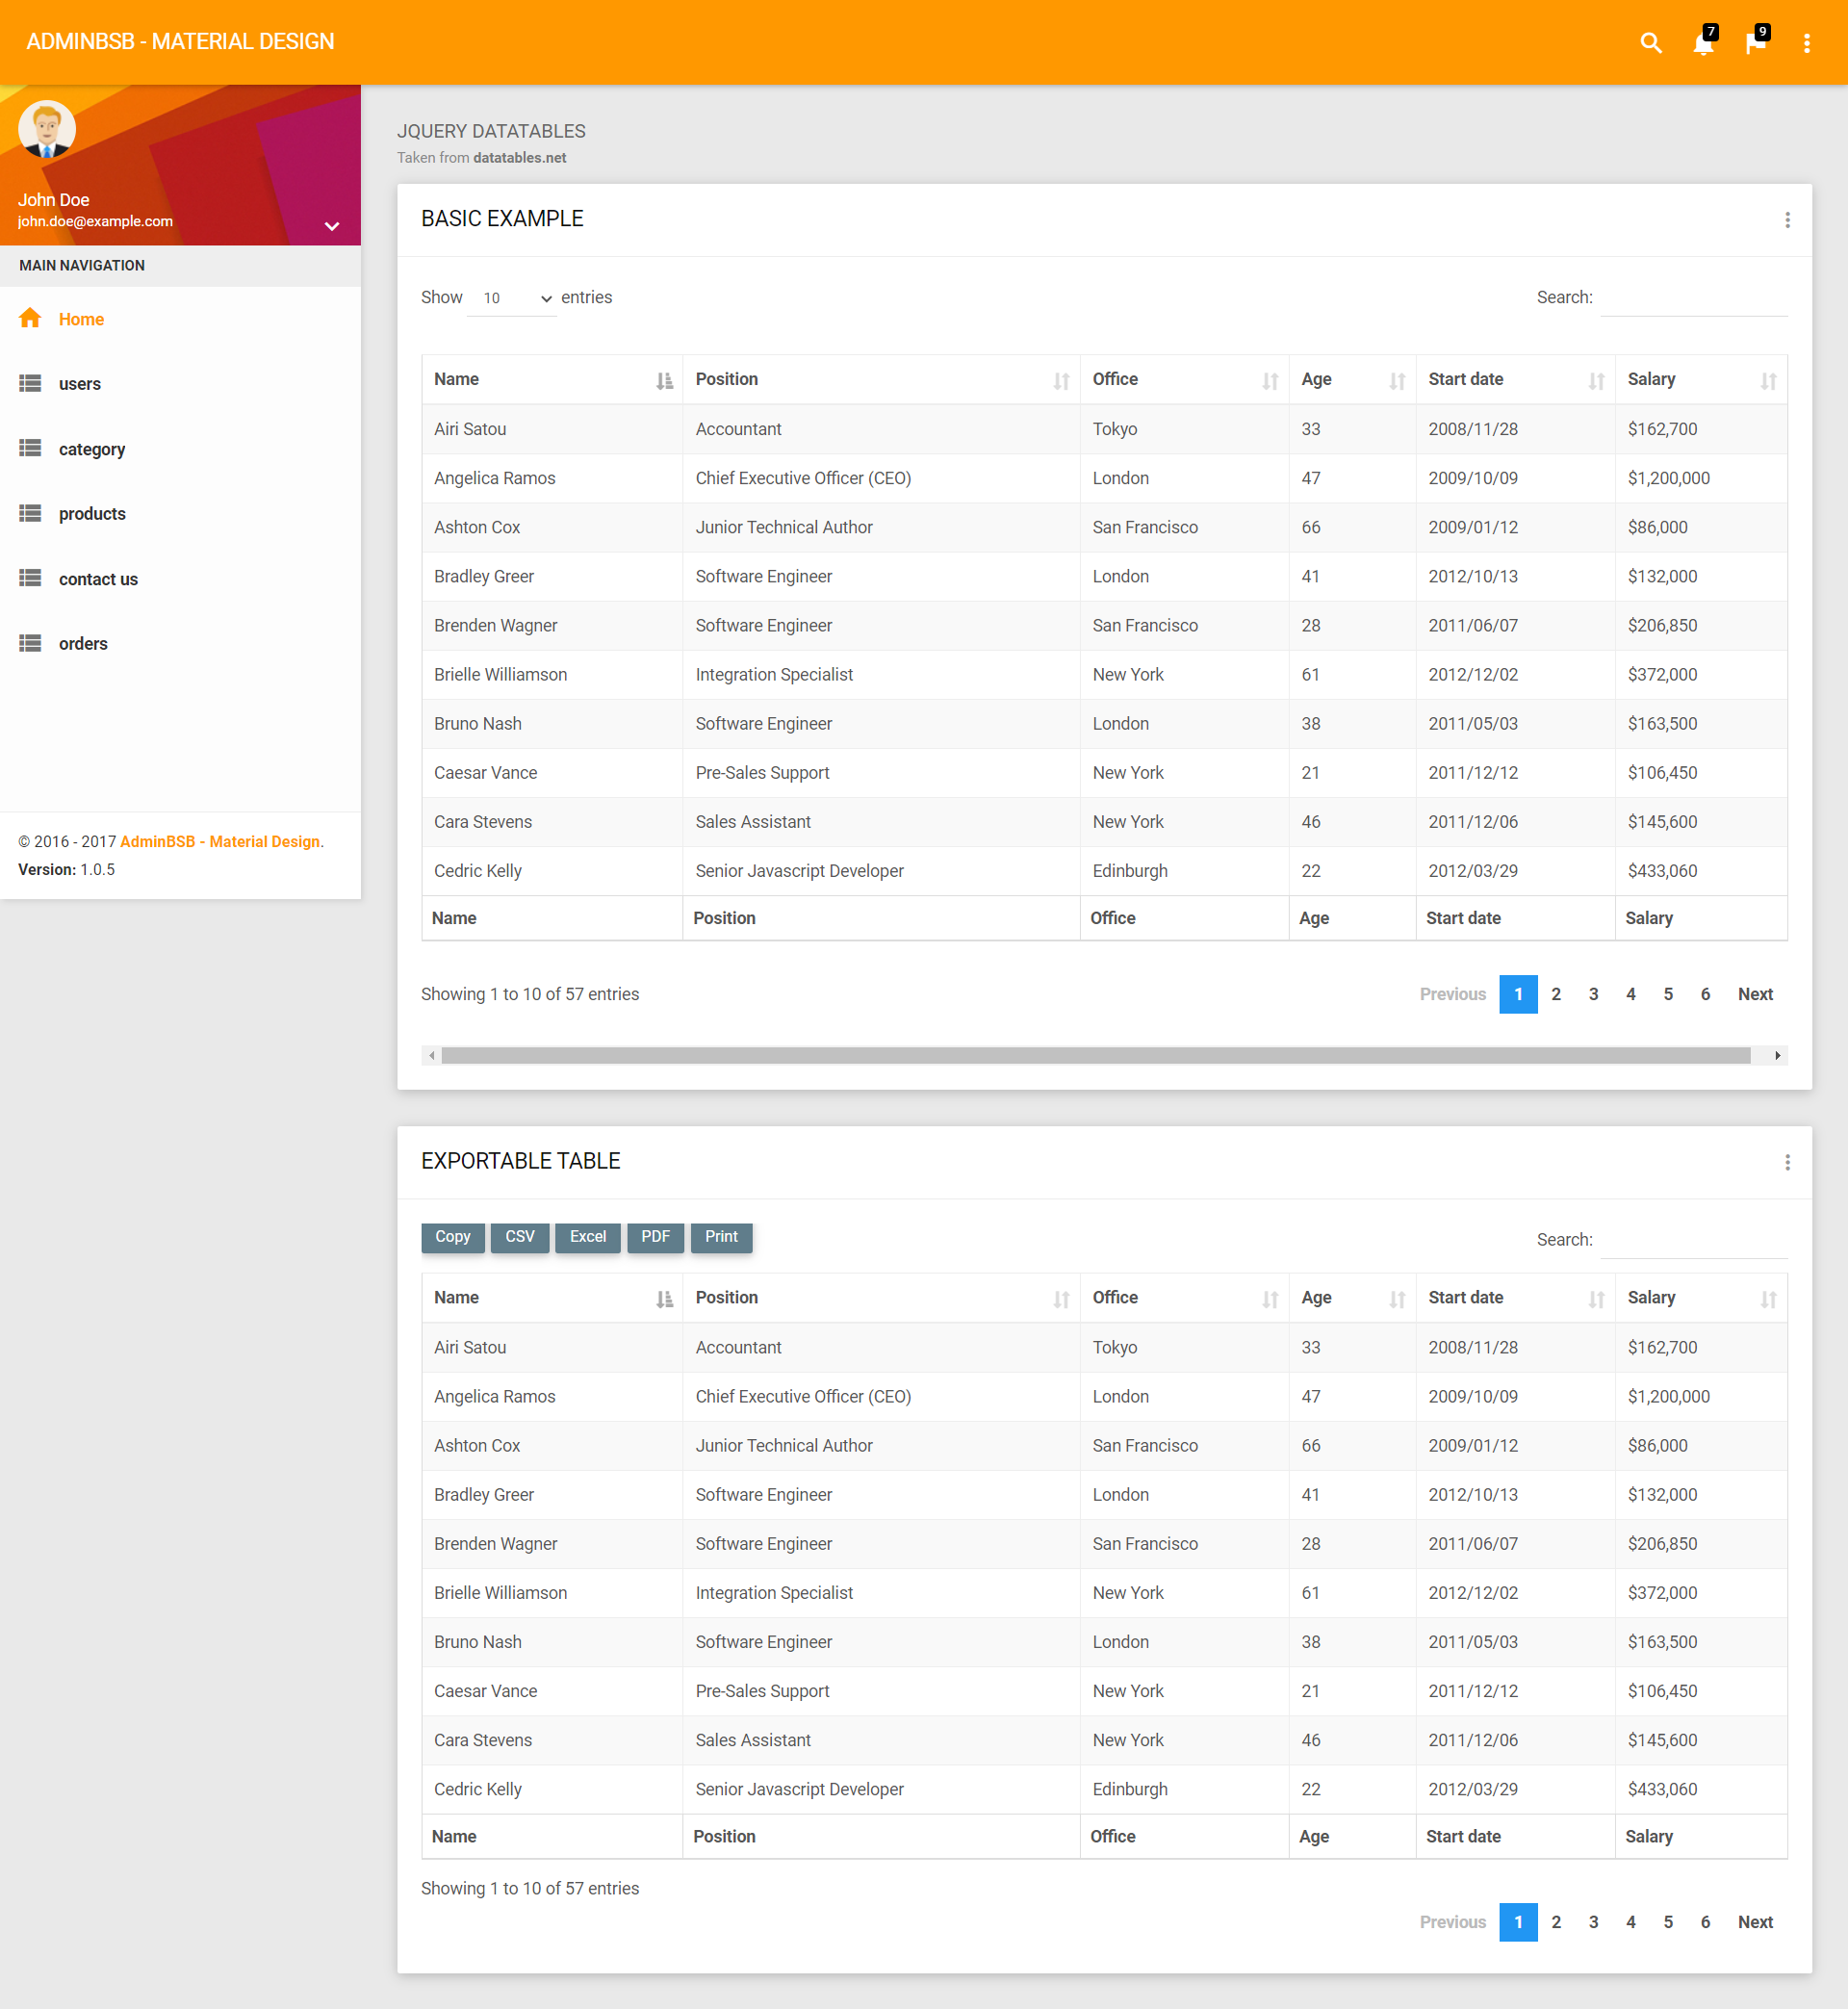 ADMINBSB - MATERIAL DESIGN
7
9
John Doe
john.doe@example.com
MAIN NAVIGATION
Home
users
category
products
contact us
orders
© 2016 - 2017 AdminBSB - Material Design.
Version: 1.0.5
JQUERY DATATABLES
Taken from datatables.net
BASIC EXAMPLE
Show 10 entries Search:
Name Position Office Age Start date Salary
Airi Satou Accountant Tokyo 33 2008/11/28 $162,700
Angelica Ramos Chief Executive Officer (CEO) London 47 2009/10/09 $1,200,000
Ashton Cox Junior Technical Author San Francisco 66 2009/01/12 $86,000
Bradley Greer Software Engineer London 41 2012/10/13 $132,000
Brenden Wagner Software Engineer San Francisco 28 2011/06/07 $206,850
Brielle Williamson Integration Specialist New York 61 2012/12/02 $372,000
Bruno Nash Software Engineer London 38 2011/05/03 $163,500
Caesar Vance Pre-Sales Support New York 21 2011/12/12 $106,450
Cara Stevens Sales Assistant New York 46 2011/12/06 $145,600
Cedric Kelly Senior Javascript Developer Edinburgh 22 2012/03/29 $433,060
Name Position Office Age Start date Salary
Showing 1 to 10 of 57 entries Previous 1 2 3 4 5 6 Next
EXPORTABLE TABLE
Copy CSV Excel PDF Print Search:
Name Position Office Age Start date Salary
Airi Satou Accountant Tokyo 33 2008/11/28 $162,700
Angelica Ramos Chief Executive Officer (CEO) London 47 2009/10/09 $1,200,000
Ashton Cox Junior Technical Author San Francisco 66 2009/01/12 $86,000
Bradley Greer Software Engineer London 41 2012/10/13 $132,000
Brenden Wagner Software Engineer San Francisco 28 2011/06/07 $206,850
Brielle Williamson Integration Specialist New York 61 2012/12/02 $372,000
Bruno Nash Software Engineer London 38 2011/05/03 $163,500
Caesar Vance Pre-Sales Support New York 21 2011/12/12 $106,450
Cara Stevens Sales Assistant New York 46 2011/12/06 $145,600
Cedric Kelly Senior Javascript Developer Edinburgh 22 2012/03/29 $433,060
Name Position Office Age Start date Salary
Showing 1 to 10 of 57 entries
Previous 1 2 3 4 5 6 Next